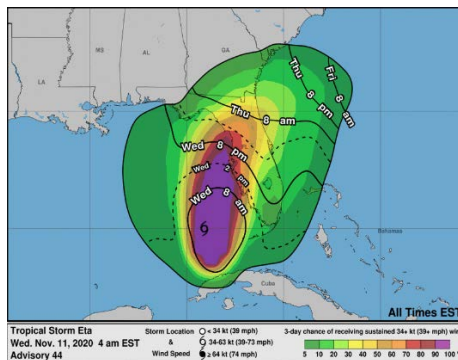 MS
AL
GA
LA
Fri 8 am
Thu 8 pm
Thu 8 am
Wed 8 pm
Wed 2 pm
Wed 8 am
Bahamas
Cuba
All Times EST
Tropical Storm Eta
Wed. Nov. 11, 2020 4 am EST
Advisory 44
Storm Location
&
Wind Speed
< 34 kt (39 mph)
34-63 kt (39-73 mph)
≥ 64 kt (74 mph)
3-day chance of receiving sustained 34+ kt (39+ mph) win
5 10 20 30 40 50 60 70 80 90 100